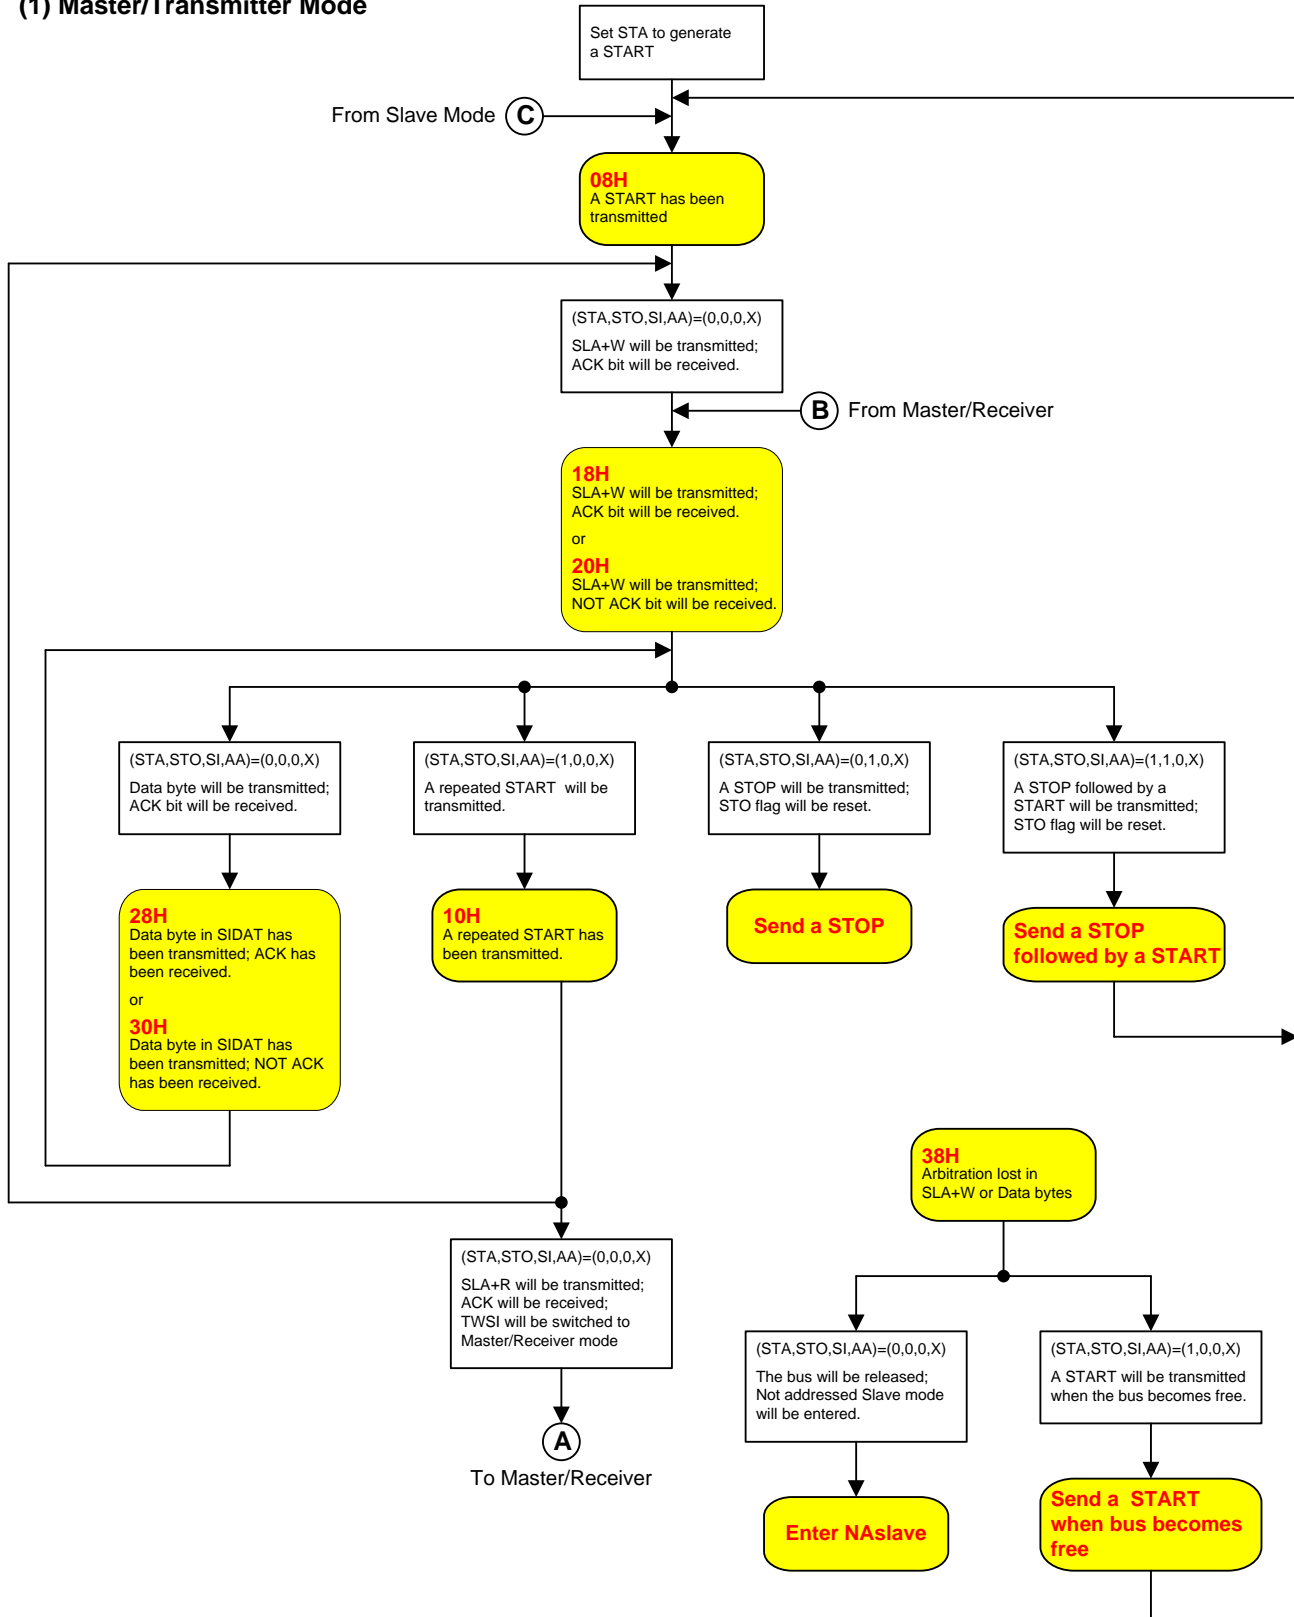 (1) Master/Transmitter Mode
Set STA to generate
a START
From Slave Mode
C
08H
A START has been
transmitted
(STA,STO,SI,AA)=(0,0,0,X)
SLA+W will be transmitted;
ACK bit will be received.
B
From Master/Receiver
18H
SLA+W will be transmitted;
ACK bit will be received.
or
20H
SLA+W will be transmitted;
NOT ACK bit will be received.
(STA,STO,SI,AA)=(0,0,0,X)
Data byte will be transmitted;
ACK bit will be received.
(STA,STO,SI,AA)=(1,0,0,X)
A repeated START will be
transmitted.
(STA,STO,SI,AA)=(0,1,0,X)
A STOP will be transmitted;
STO flag will be reset.
(STA,STO,SI,AA)=(1,1,0,X)
A STOP followed by a
START will be transmitted;
STO flag will be reset.
28H
Data byte in SIDAT has
been transmitted; ACK has
been received.
or
30H
Data byte in SIDAT has
been transmitted; NOT ACK
has been received.
10H
A repeated START has
been transmitted.
Send a STOP
Send a STOP
followed by a START
38H
Arbitration lost in
SLA+W or Data bytes
(STA,STO,SI,AA)=(0,0,0,X)
SLA+R will be transmitted;
ACK will be received;
TWSI will be switched to
Master/Receiver mode
A
To Master/Receiver
(STA,STO,SI,AA)=(0,0,0,X)
The bus will be released;
Not addressed Slave mode
will be entered.
(STA,STO,SI,AA)=(1,0,0,X)
A START will be transmitted
when the bus becomes free.
Enter NAslave
Send a START
when bus becomes
free